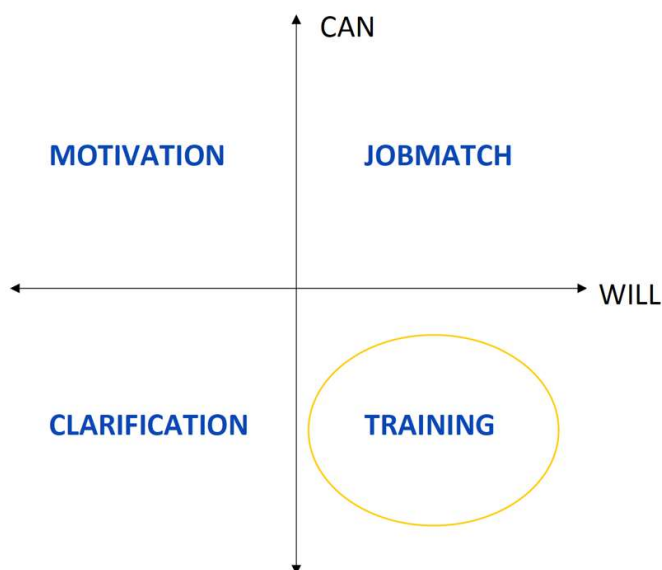 CAN
MOTIVATION
JOBMATCH
WILL
CLARIFICATION
TRAINING